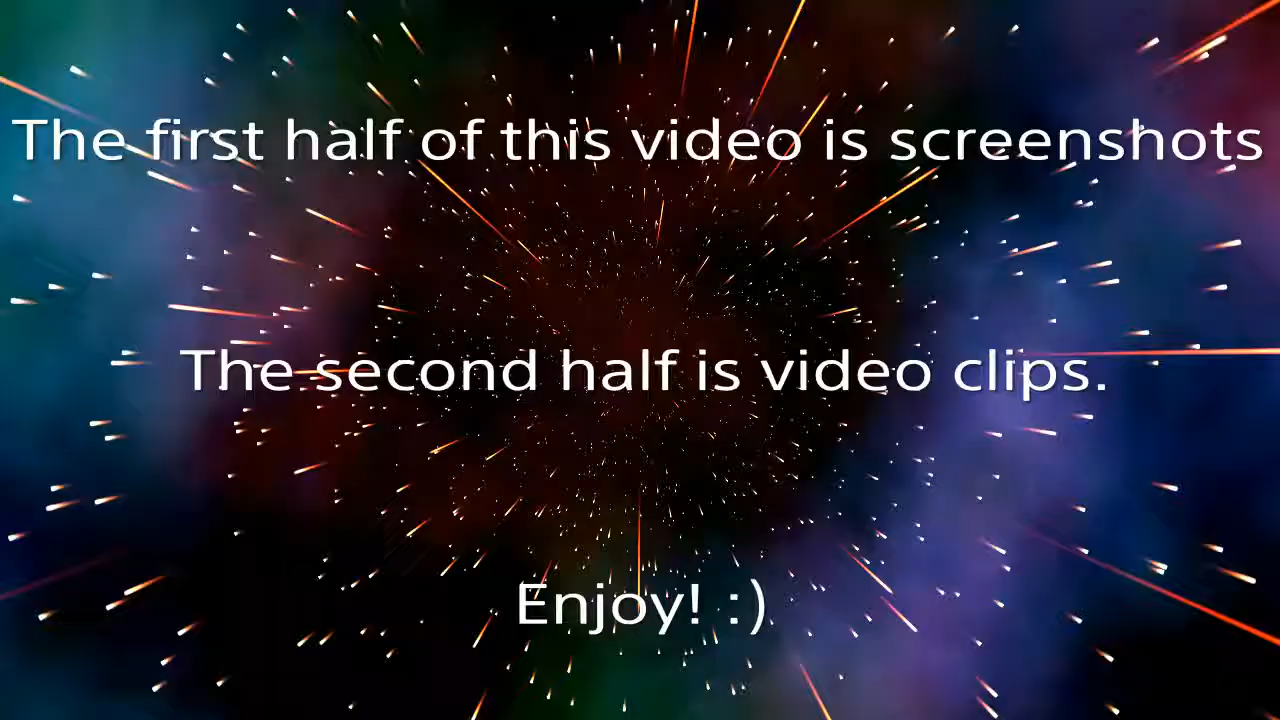 The first half of this video is screenshots
The second half is video clips.
Enjoy! :)